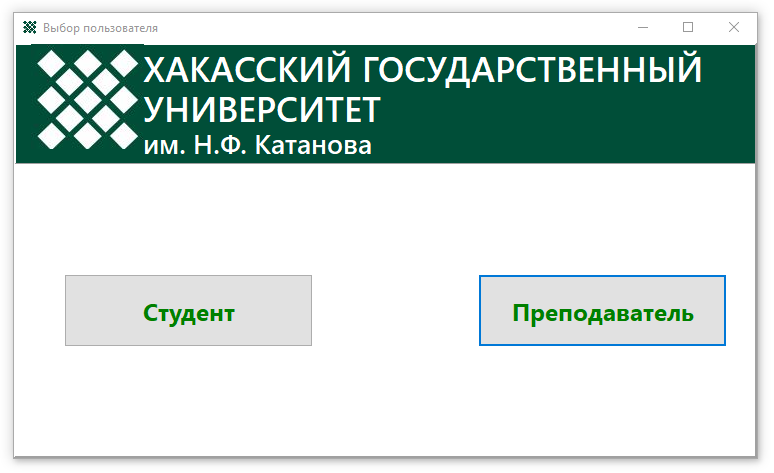 Выбор пользователя
ХАКАССКИЙ ГОСУДАРСТВЕННЫЙ
УНИВЕРСИТЕТ
им. Н.Ф. Катанова
Студент
Преподаватель